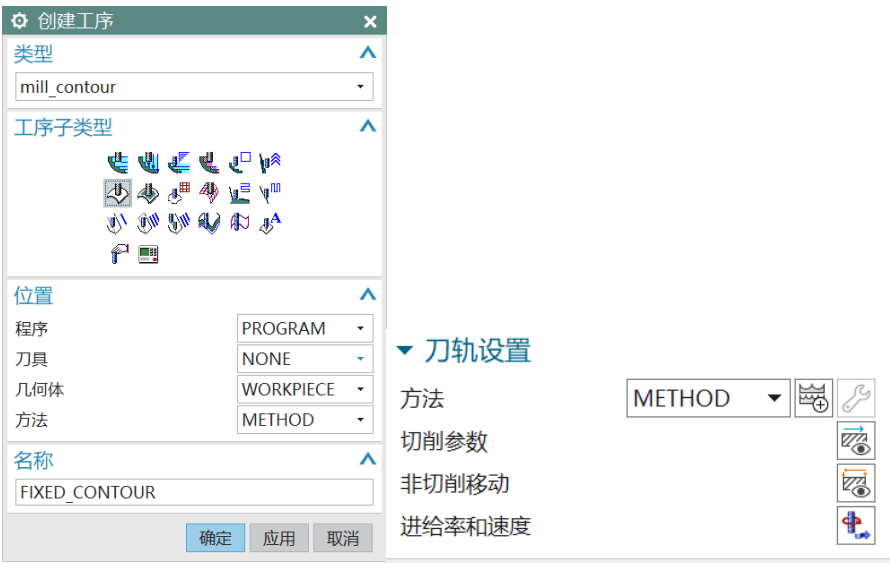 创建工序
类型
mill_contour
工序子类型
位置
程序 PROGRAM
刀具 NONE
几何体 WORKPIECE
方法 METHOD
名称
FIXED_CONTOUR
确定 应用 取消
刀轨设置
方法 METHOD
切削参数
非切削移动
进给率和速度